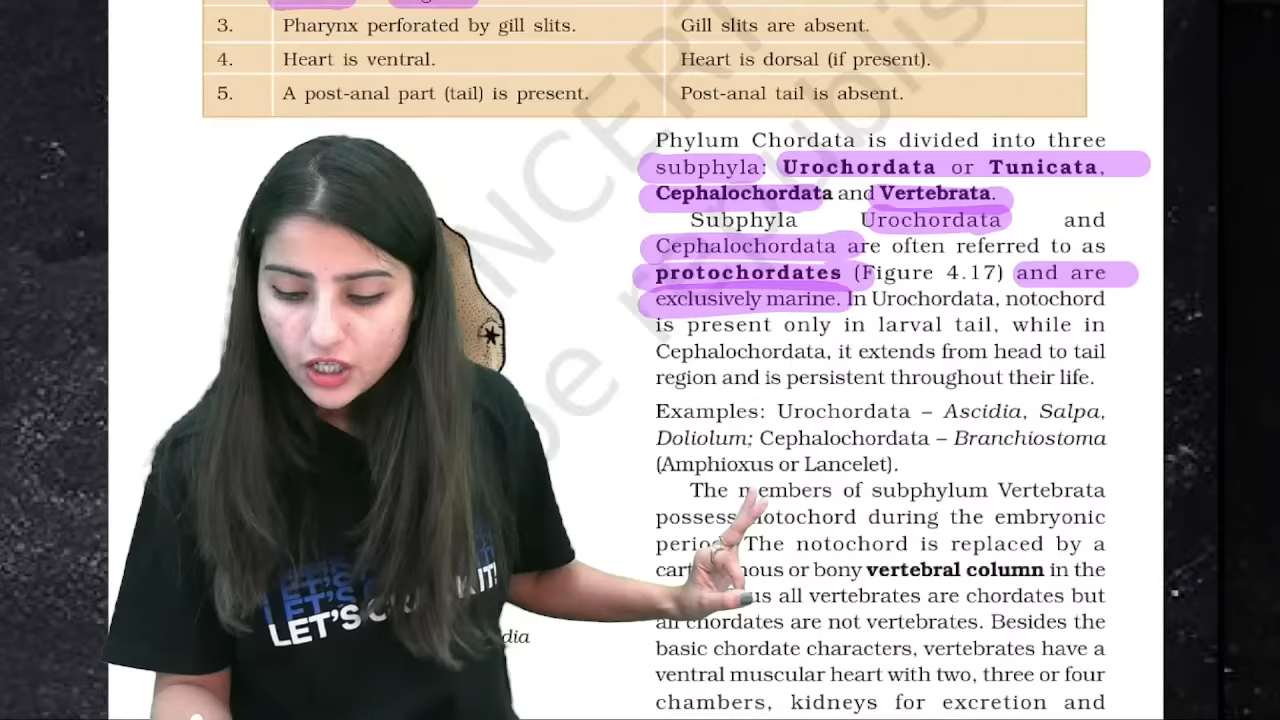 3. Pharynx perforated by gill slits. Gill slits are absent.
4. Heart is ventral. Heart is dorsal (if present).
5. A post-anal part (tail) is present. Post-anal tail is absent.
Phylum Chordata is divided into three
subphyla: Urochordata or Tunicata,
Cephalochordata and Vertebrata.
Subphyla Urochordata and
Cephalochordata are often referred to as
protochordates (Figure 4.17) and are
exclusively marine. In Urochordata, notochord
is present only in larval tail, while in
Cephalochordata, it extends from head to tail
region and is persistent throughout their life.
Examples: Urochordata – Ascidia, Salpa,
Doliolum; Cephalochordata – Branchiostoma
(Amphioxus or Lancelet).
The members of subphylum Vertebrata
possess notochord during the embryonic
The notochord is replaced by a
or bony vertebral column in the
all vertebrates are chordates but
all chordates are not vertebrates. Besides the
basic chordate characters, vertebrates have a
ventral muscular heart with two, three or four
chambers, kidneys for excretion and
NCERT
be
LET'S
LET'S
LET'S IT!